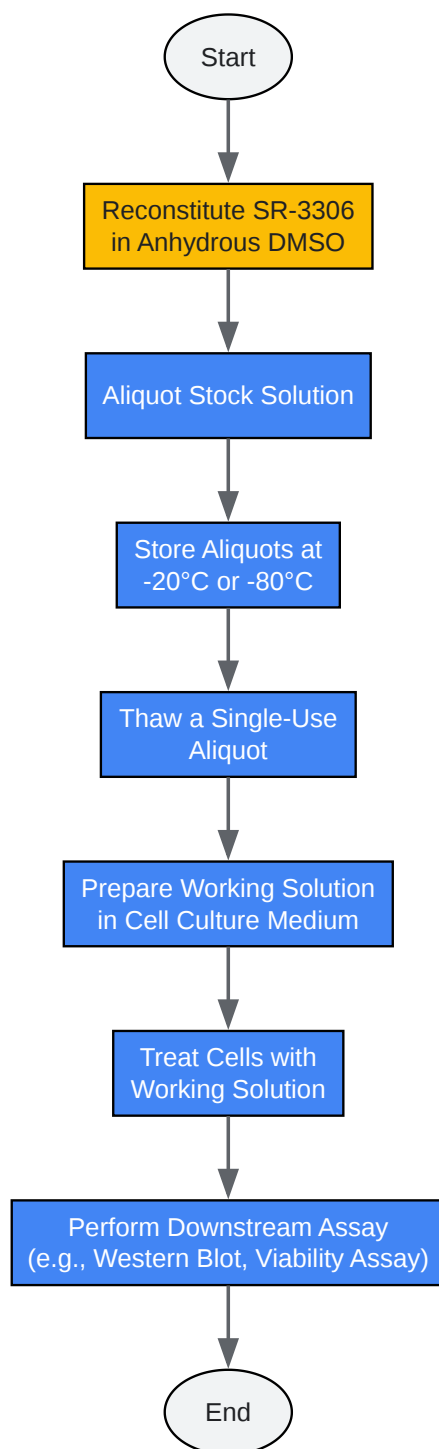 Start
Reconstitute SR-3306
in Anhydrous DMSO
Aliquot Stock Solution
Store Aliquots at
-20°C or -80°C
Thaw a Single-Use
Aliquot
Prepare Working Solution
in Cell Culture Medium
Treat Cells with
Working Solution
Perform Downstream Assay
(e.g., Western Blot, Viability Assay)
End